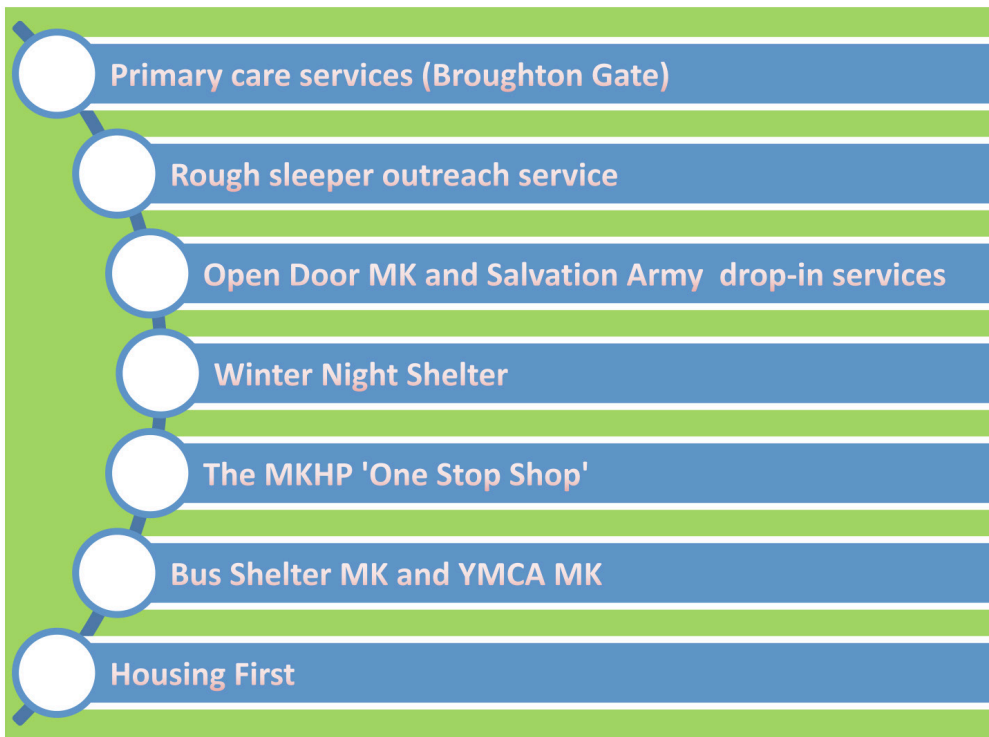 Primary care services (Broughton Gate)
Rough sleeper outreach service
Open Door MK and Salvation Army  drop-in services
Winter Night Shelter
The MKHP 'One Stop Shop'
Bus Shelter MK and YMCA MK
Housing First